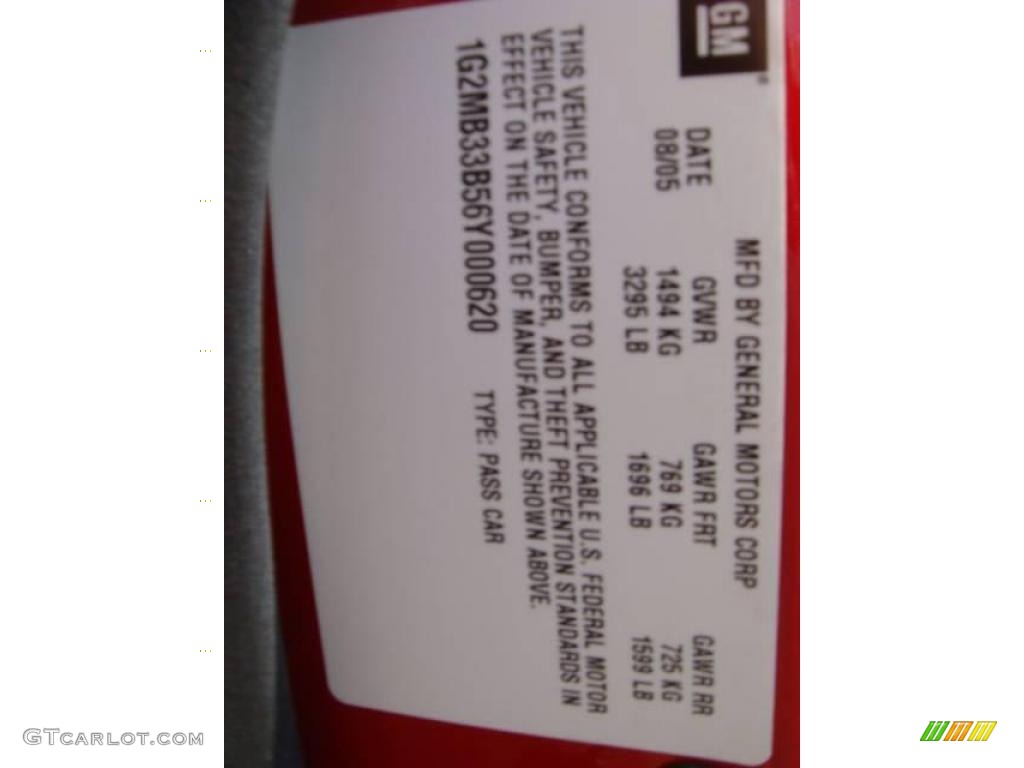 GM
MFD BY GENERAL MOTORS CORP
DATE GVWR GAWR FRT GAWR RR
08/05 1494 KG 769 KG 725 KG
3295 LB 1696 LB 1599 LB
THIS VEHICLE CONFORMS TO ALL APPLICABLE U.S. FEDERAL MOTOR
VEHICLE SAFETY, BUMPER, AND THEFT PREVENTION STANDARDS IN
EFFECT ON THE DATE OF MANUFACTURE SHOWN ABOVE.
1G2MB33B56Y000620 TYPE: PASS CAR
GTCARLOT.COM